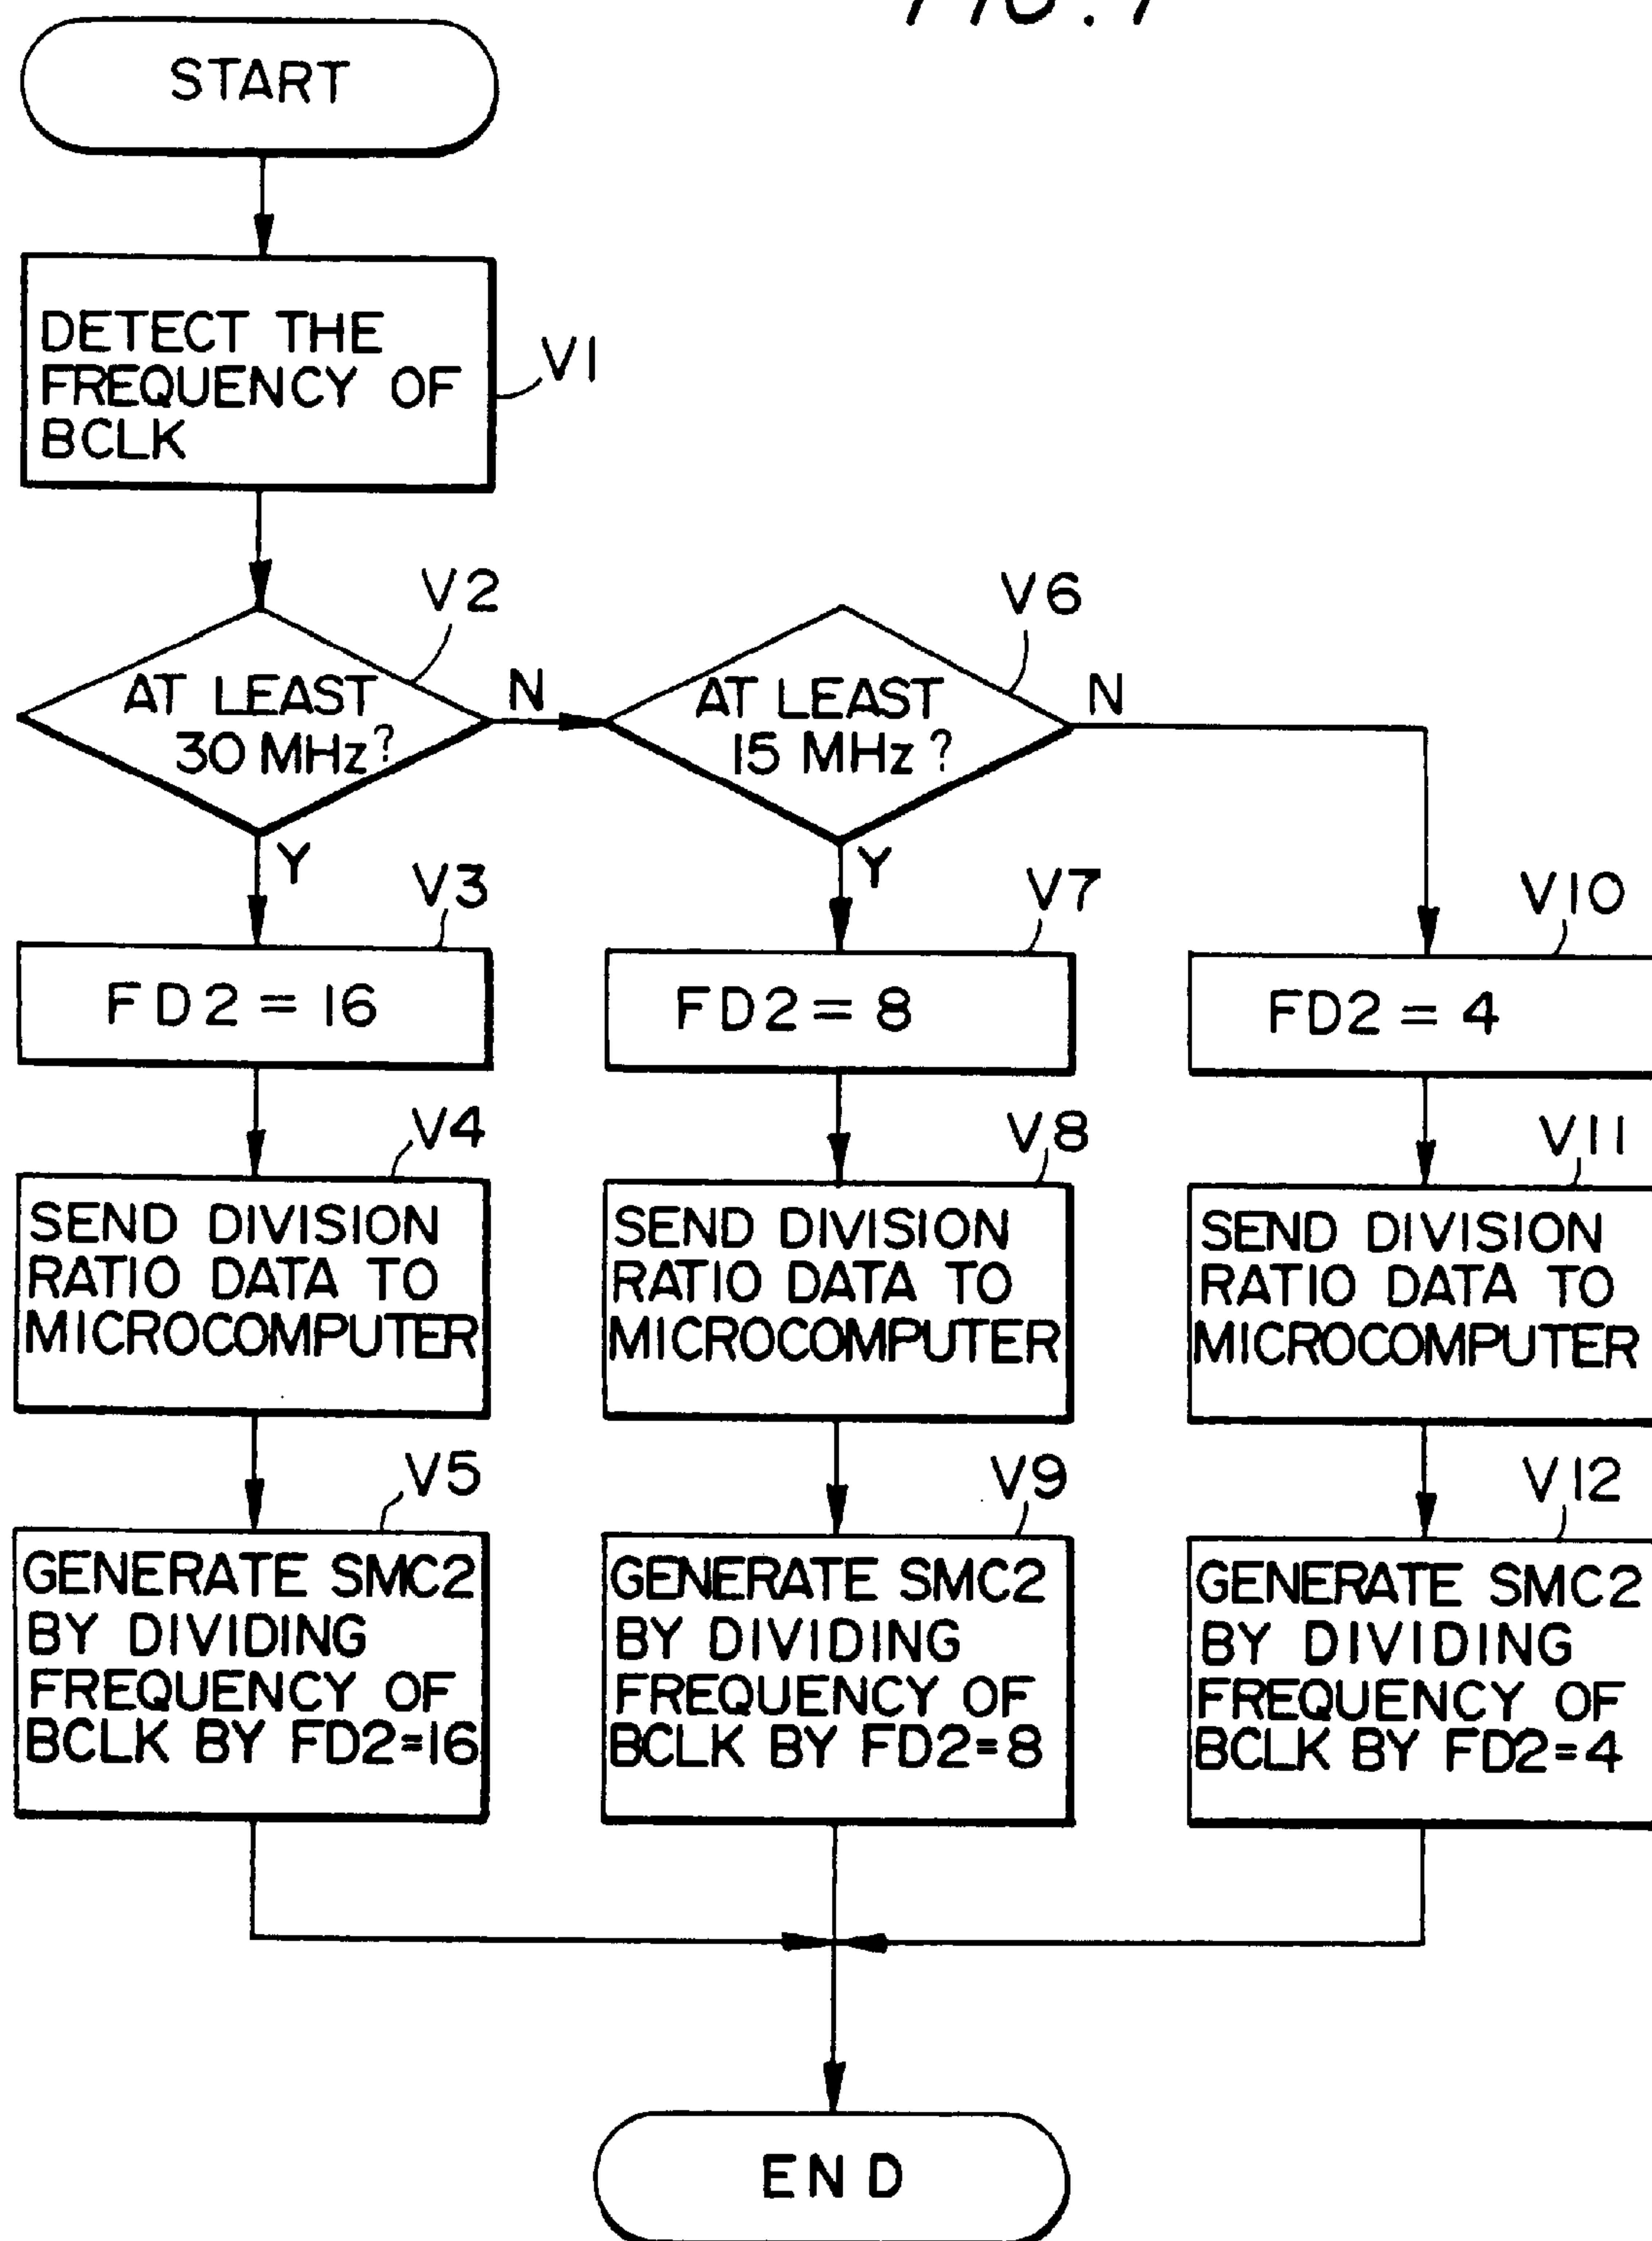 START
DETECT THE
FREQUENCY OF
BCLK
V1
V2
AT LEAST
30 MHz?
N
Y
V6
AT LEAST
15 MHz?
N
Y
V3
FD2 = 16
V7
FD2 = 8
V10
FD2 = 4
V4
SEND DIVISION
RATIO DATA TO
MICROCOMPUTER
V8
SEND DIVISION
RATIO DATA TO
MICROCOMPUTER
V11
SEND DIVISION
RATIO DATA TO
MICROCOMPUTER
V5
GENERATE SMC2
BY DIVIDING
FREQUENCY OF
BCLK BY FD2=16
V9
GENERATE SMC2
BY DIVIDING
FREQUENCY OF
BCLK BY FD2=8
V12
GENERATE SMC2
BY DIVIDING
FREQUENCY OF
BCLK BY FD2=4
END